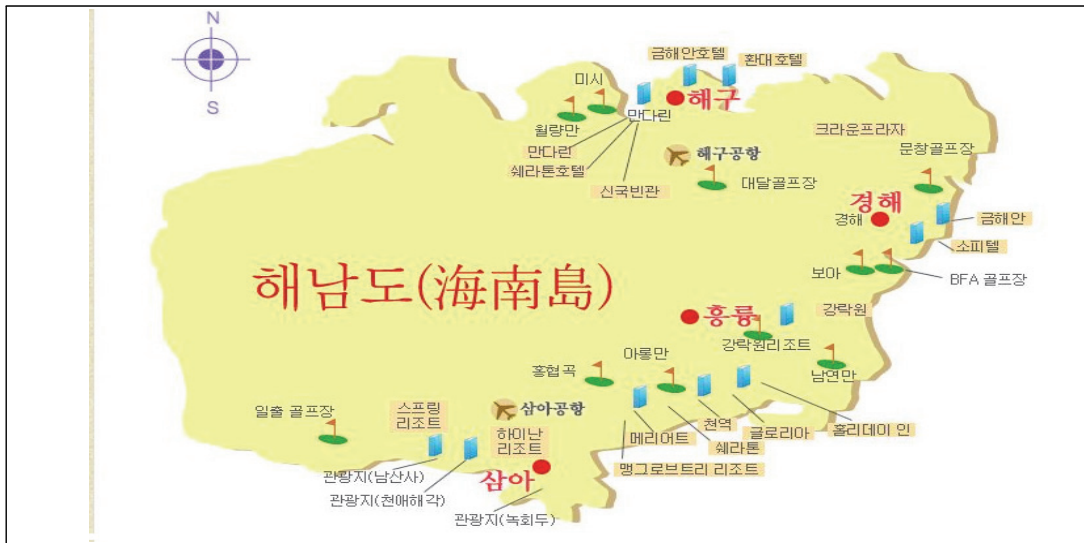 N
S
금해안호텔
환대호텔
미시
해구
월량만
만다린
만다린
쉐라톤호텔
신국빈관
해구공항
대달골프장
크라운프라자
문창골프장
경해
경해
금해안
소피텔
보아
BFA 골프장
해남도(海南島)
흥륭
강락원
강락원리조트
아롱만
홍협곡
남연만
일출 골프장
스프링
리조트
삼아공항
하이난
리조트
삼아
메리어트
천역
쉐라톤
글로리아
홀리데이 인
맹그로브트리 리조트
관광지(남산사)
관광지(천애해각)
관광지(녹회두)